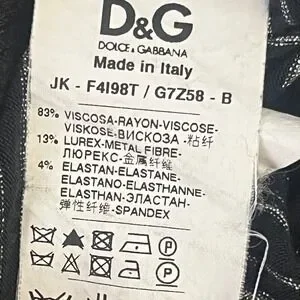 D&G
DOLCE & GABBANA
Made in Italy
JK - F4I98T / G7Z58 - B
83% VISCOSA-RAYON-VISCOSE-
VISKOSE-ВИСКОЗА -粘纤
13% LUREX-METAL FIBRE-
ЛЮРЕКС-金属纤维
4% ELASTAN-ELASTANE-
ELASTANO-ELASTHANNE-
ELASTHAN-ЭЛАСТАН-
弹性纤维-SPANDEX
P
P